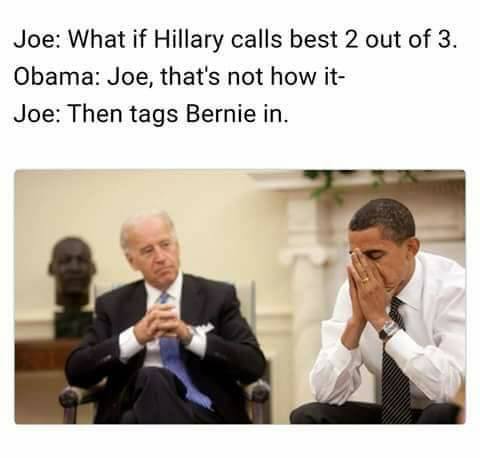 Joe: What if Hillary calls best 2 out of 3.
Obama: Joe, that's not how it-
Joe: Then tags Bernie in.